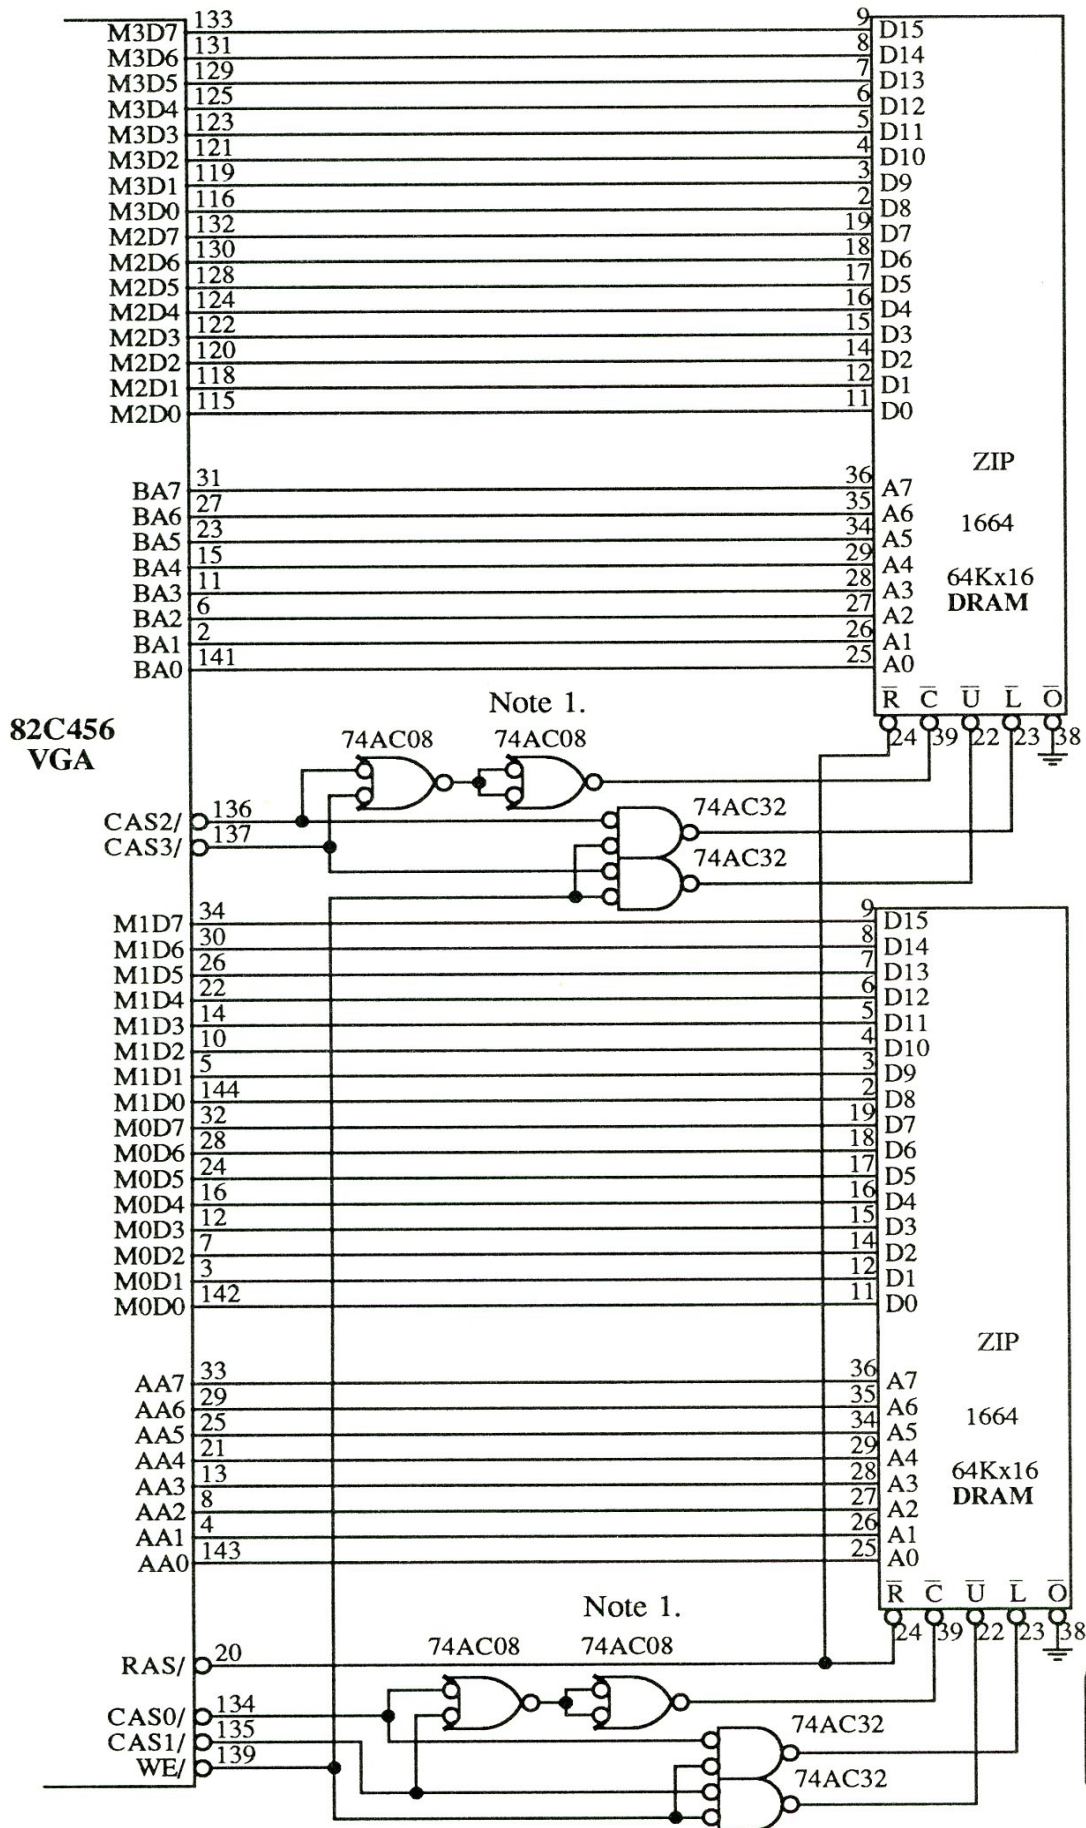 M3D7 133 9 D15
M3D6 131 8 D14
M3D5 129 7 D13
M3D4 125 6 D12
M3D3 123 5 D11
M3D2 121 4 D10
M3D1 119 3 D9
M3D0 116 2 D8
M2D7 132 19 D7
M2D6 130 18 D6
M2D5 128 17 D5
M2D4 124 16 D4
M2D3 122 15 D3
M2D2 120 14 D2
M2D1 118 12 D1
M2D0 115 11 D0
ZIP
1664
64Kx16
DRAM
BA7 31 36 A7
BA6 27 35 A6
BA5 23 34 A5
BA4 15 29 A4
BA3 11 28 A3
BA2 6 27 A2
BA1 2 26 A1
BA0 141 25 A0
R̅ C̅ U̅ L̅ O̅
24 39 22 23 38
82C456
VGA
Note 1.
74AC08 74AC08
74AC32
74AC32
CAS2/ 136
CAS3/ 137
M1D7 34 9 D15
M1D6 30 8 D14
M1D5 26 7 D13
M1D4 22 6 D12
M1D3 14 5 D11
M1D2 10 4 D10
M1D1 5 3 D9
M1D0 144 2 D8
M0D7 32 19 D7
M0D6 28 18 D6
M0D5 24 17 D5
M0D4 16 16 D4
M0D3 12 15 D3
M0D2 7 14 D2
M0D1 3 12 D1
M0D0 142 11 D0
ZIP
1664
64Kx16
DRAM
AA7 33 36 A7
AA6 29 35 A6
AA5 25 34 A5
AA4 21 29 A4
AA3 13 28 A3
AA2 8 27 A2
AA1 4 26 A1
AA0 143 25 A0
R̅ C̅ U̅ L̅ O̅
24 39 22 23 38
Note 1.
74AC08 74AC08
RAS/ 20
CAS0/ 134
CAS1/ 135
WE/ 139
74AC32
74AC32